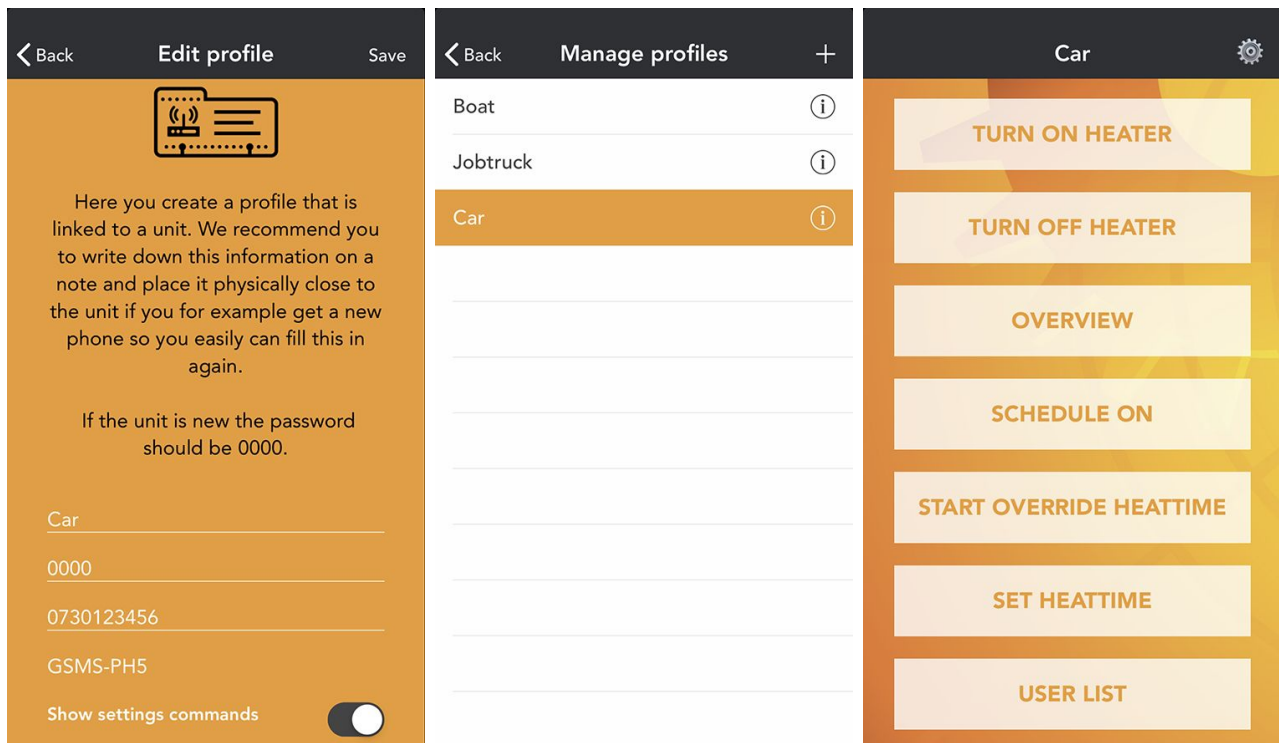 Back
Edit profile
Save
Here you create a profile that is
linked to a unit. We recommend you
to write down this information on a
note and place it physically close to
the unit if you for example get a new
phone so you easily can fill this in
again.
If the unit is new the password
should be 0000.
Car
0000
0730123456
GSMS-PH5
Show settings commands
Back
Manage profiles
+
Boat
Jobtruck
Car
Car
TURN ON HEATER
TURN OFF HEATER
OVERVIEW
SCHEDULE ON
START OVERRIDE HEATTIME
SET HEATTIME
USER LIST